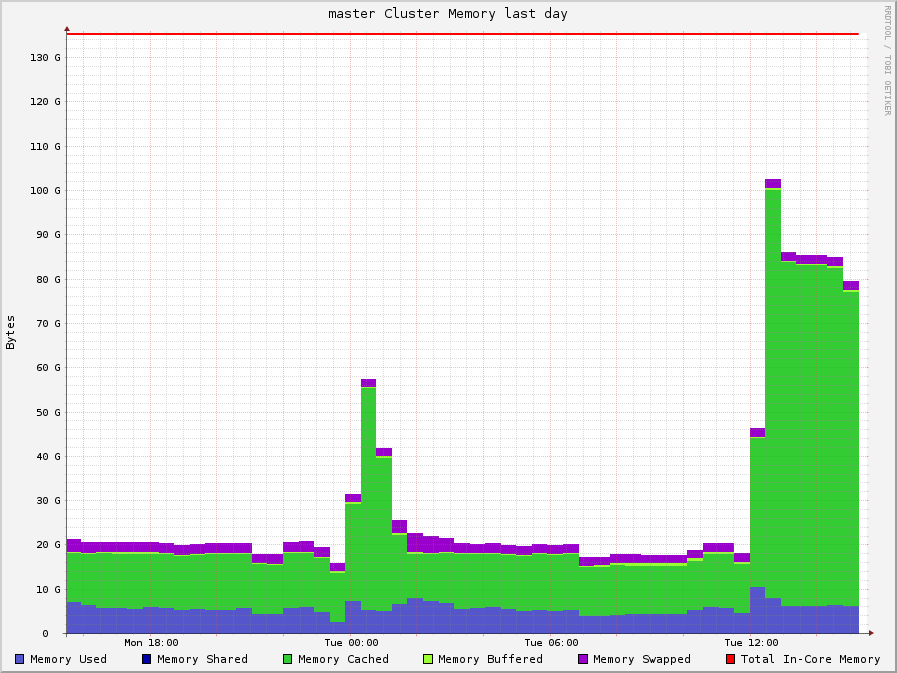 master Cluster Memory last day
RRDTOOL / TOBI OETIKER
Bytes
130 G
120 G
110 G
100 G
90 G
80 G
70 G
60 G
50 G
40 G
30 G
20 G
10 G
0
Mon 18:00 Tue 00:00 Tue 06:00 Tue 12:00
Memory Used Memory Shared Memory Cached Memory Buffered Memory Swapped Total In-Core Memory